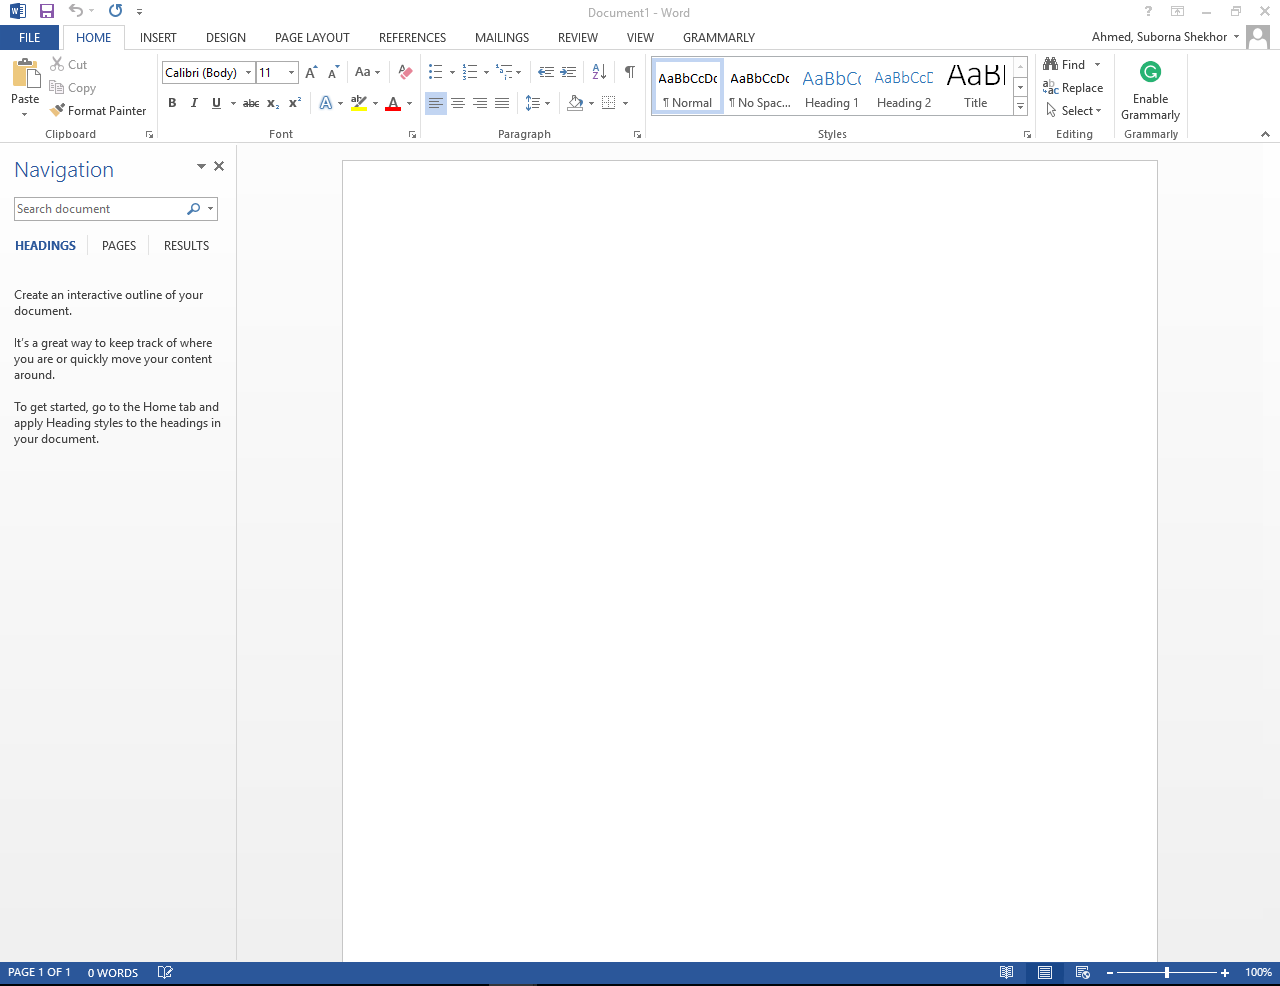 Document1 - Word
FILE HOME INSERT DESIGN PAGE LAYOUT REFERENCES MAILINGS REVIEW VIEW GRAMMARLY Ahmed, Suborna Shekhor
Paste
Cut
Copy
Format Painter
Clipboard
Calibri (Body) 11
Aa
B I U abc X₂ X²
A ab A
Font
Paragraph
AaBbCcDc AaBbCcDc AaBbCc AaBbCcD AaB
¶ Normal ¶ No Spac... Heading 1 Heading 2 Title
Styles
Find
Replace
Select
Editing
Enable
Grammarly
Grammarly
Navigation
Search document
HEADINGS PAGES RESULTS
Create an interactive outline of your
document.
It's a great way to keep track of where
you are or quickly move your content
around.
To get started, go to the Home tab and
apply Heading styles to the headings in
your document.
PAGE 1 OF 1 0 WORDS 100%